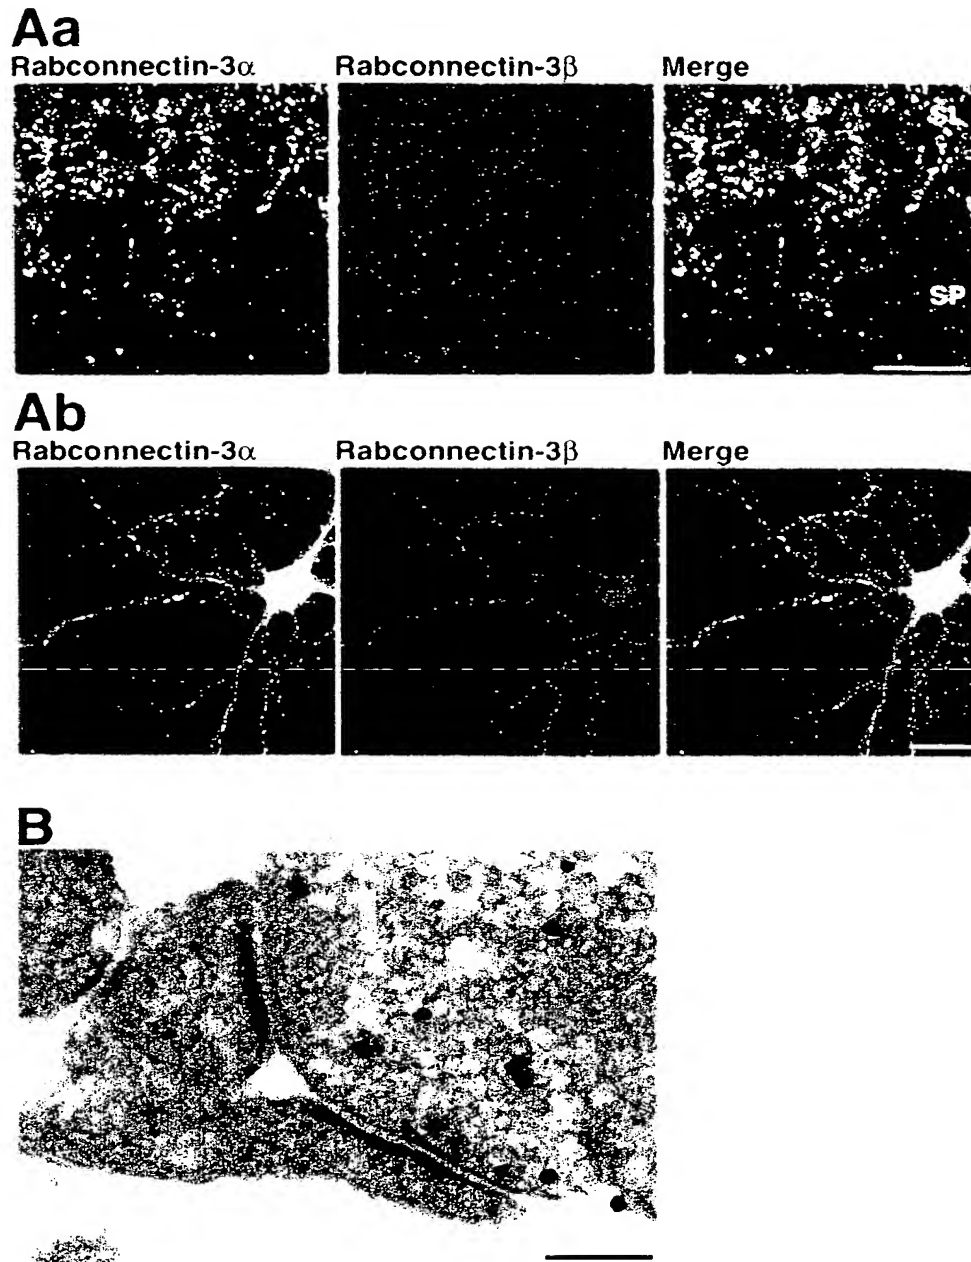 Aa
Rabconnectin-3α Rabconnectin-3β Merge
SL
SP
Ab
Rabconnectin-3α Rabconnectin-3β Merge
B